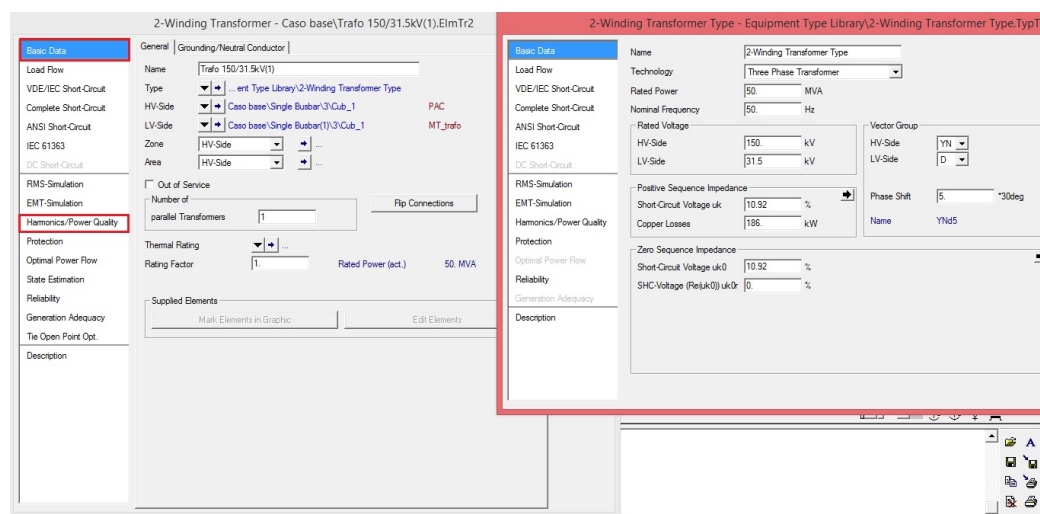 2-Winding Transformer - Caso base\Trafo 150/31.5kV(1).ElmTr2
Basic Data
Load Flow
VDE/IEC Short-Circuit
Complete Short-Circuit
ANSI Short-Circuit
IEC 61363
DC Short-Circuit
RMS-Simulation
EMT-Simulation
Harmonics/Power Quality
Protection
Optimal Power Flow
State Estimation
Reliability
Generation Adequacy
Tie Open Point Opt.
Description
General Grounding/Neutral Conductor
Name Trafo 150/31.5kV(1)
Type ... ent Type Library\2-Winding Transformer Type
HV-Side Caso base\Single Busbar\3\Cub_1 PAC
LV-Side Caso base\Single Busbar(1)\3\Cub_1 MT_trafo
Zone HV-Side ...
Area HV-Side ...
Out of Service
Number of
parallel Transformers 1
Flip Connections
Thermal Rating ...
Rating Factor 1. Rated Power (act.) 50. MVA
Supplied Elements
Mark Elements in Graphic Edit Elements
2-Winding Transformer Type - Equipment Type Library\2-Winding Transformer Type.TypT
Basic Data
Load Flow
VDE/IEC Short-Circuit
Complete Short-Circuit
ANSI Short-Circuit
IEC 61363
DC Short-Circuit
RMS-Simulation
EMT-Simulation
Harmonics/Power Quality
Protection
Optimal Power Flow
Reliability
Generation Adequacy
Description
Name 2-Winding Transformer Type
Technology Three Phase Transformer
Rated Power 50. MVA
Nominal Frequency 50. Hz
Rated Voltage
HV-Side 150. kV
LV-Side 31.5 kV
Vector Group
HV-Side YN
LV-Side D
Positive Sequence Impedance
Short-Circuit Voltage uk 10.92 %
Copper Losses 186. kW
Phase Shift 5. *30deg
Name YNd5
Zero Sequence Impedance
Short-Circuit Voltage uk0 10.92 %
SHC-Voltage (Re(uk0)) uk0r 0. %